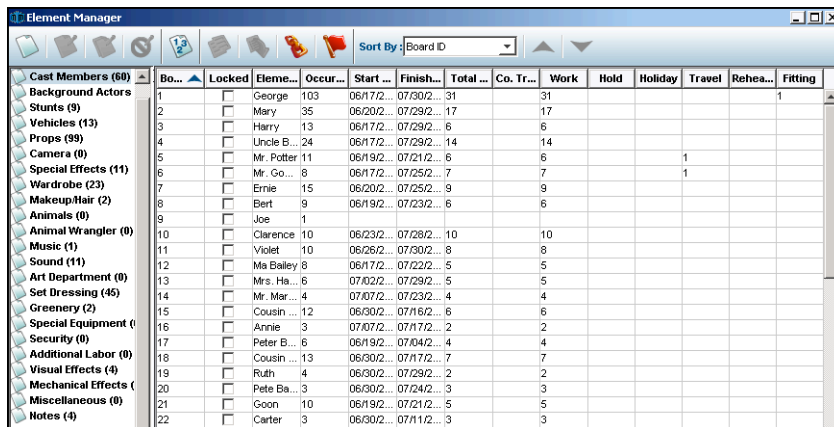 Element Manager
Sort By : Board ID
Cast Members (60)
Background Actors
Stunts (9)
Vehicles (13)
Props (99)
Camera (0)
Special Effects (11)
Wardrobe (23)
Makeup/Hair (2)
Animals (0)
Animal Wrangler (0)
Music (1)
Sound (11)
Art Department (0)
Set Dressing (45)
Greenery (2)
Special Equipment (
Security (0)
Additional Labor (0)
Visual Effects (4)
Mechanical Effects (
Miscellaneous (0)
Notes (4)
Bo... Locked Eleme... Occur... Start ... Finish... Total ... Co. Tr... Work Hold Holiday Travel Rehea... Fitting
1 George 103 06/17/2... 07/30/2... 31 31 1
2 Mary 35 06/20/2... 07/29/2... 17 17
3 Harry 13 06/17/2... 07/29/2... 6 6
4 Uncle B... 24 06/17/2... 07/29/2... 14 14
5 Mr. Potter 11 06/19/2... 07/21/2... 6 6 1
6 Mr. Go... 8 06/17/2... 07/25/2... 7 7 1
7 Ernie 15 06/20/2... 07/25/2... 9 9
8 Bert 9 06/19/2... 07/23/2... 6 6
9 Joe 1
10 Clarence 10 06/23/2... 07/28/2... 10 10
11 Violet 10 06/26/2... 07/30/2... 8 8
12 Ma Bailey 8 06/17/2... 07/22/2... 5 5
13 Mrs. Ha... 6 07/02/2... 07/29/2... 5 5
14 Mr. Mar... 4 07/07/2... 07/23/2... 4 4
15 Cousin ... 12 06/30/2... 07/16/2... 6 6
16 Annie 3 07/07/2... 07/17/2... 2 2
17 Peter B... 6 06/19/2... 07/04/2... 4 4
18 Cousin ... 13 06/30/2... 07/17/2... 7 7
19 Ruth 4 06/30/2... 07/29/2... 2 2
20 Pete Ba... 3 06/30/2... 07/24/2... 3 3
21 Goon 10 06/19/2... 07/21/2... 5 5
22 Carter 3 06/30/2... 07/11/2... 3 3